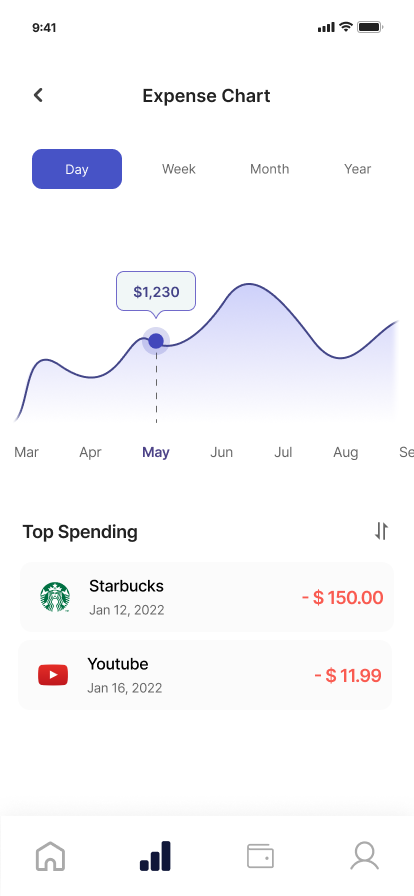 9:41
Expense Chart
Day Week Month Year
$1,230
Mar Apr May Jun Jul Aug Se
Top Spending
Starbucks
- $ 150.00
Jan 12, 2022
Youtube
- $ 11.99
Jan 16, 2022